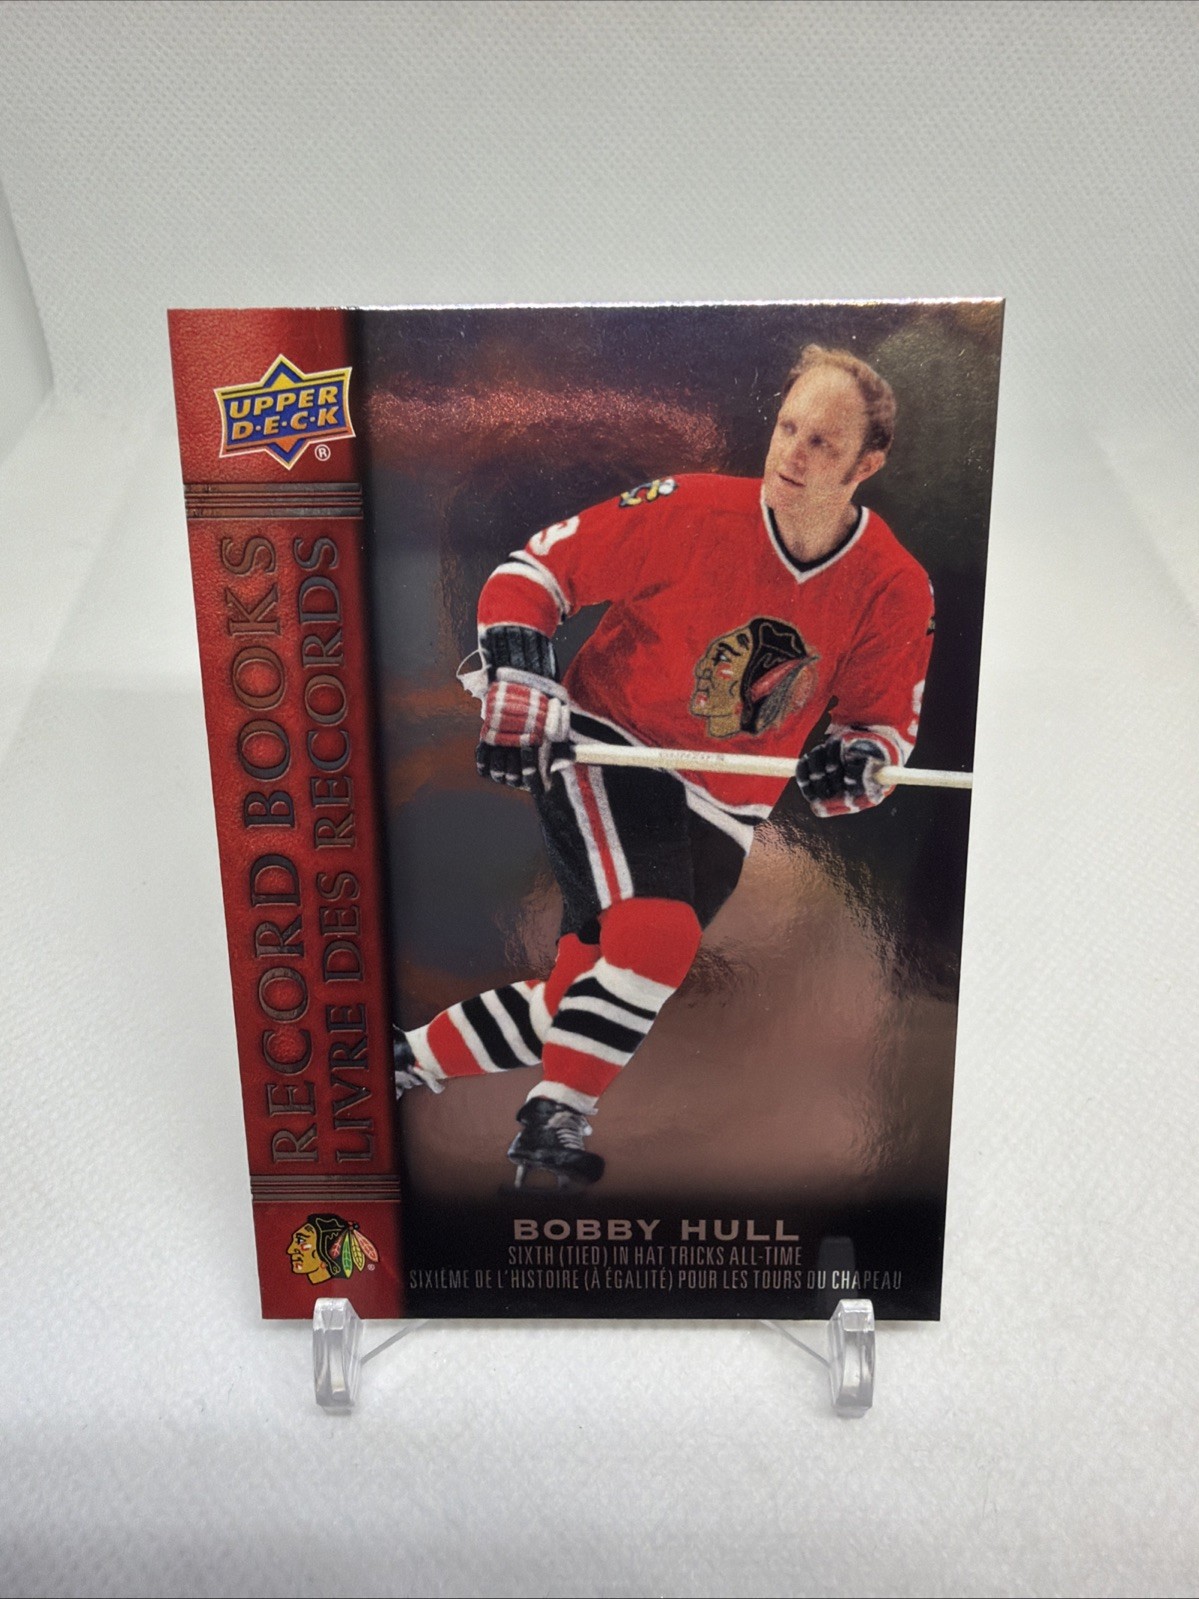 UPPER
D·E·C·K
®
RECORD BOOKS
LIVRE DES RECORDS
9
BOBBY HULL
SIXTH (TIED) IN HAT TRICKS ALL-TIME
SIXIÈME DE L'HISTOIRE (À ÉGALITÉ) POUR LES TOURS DU CHAPEAU